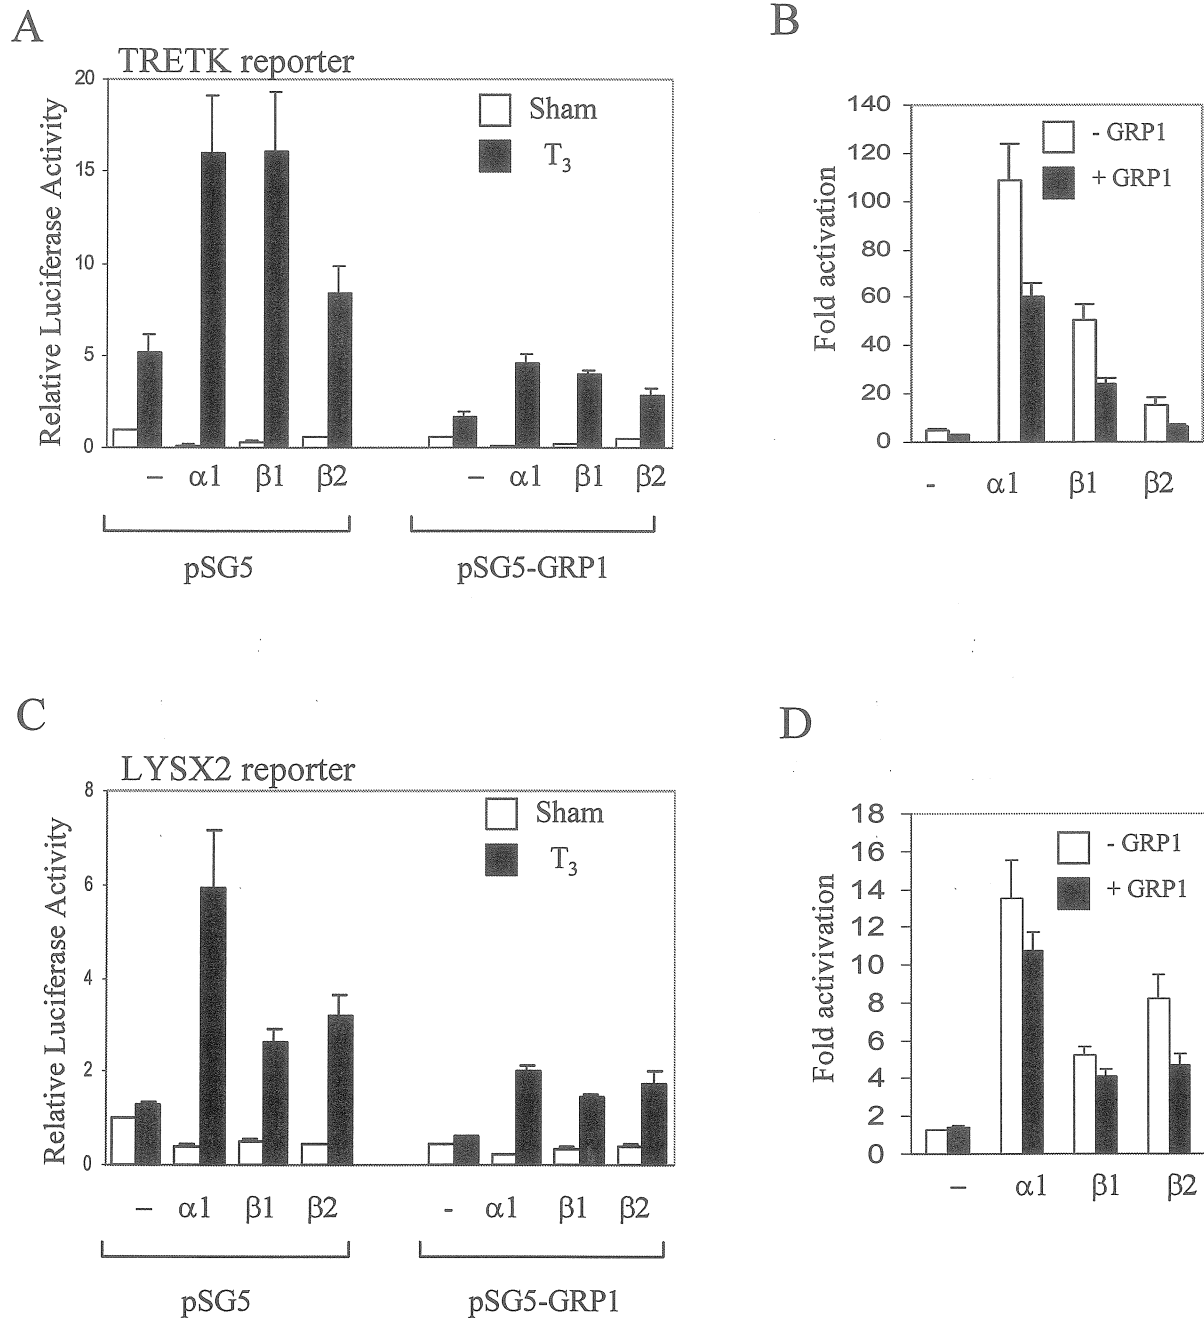 A
TRETK reporter
Relative Luciferase Activity
20
15
10
5
0
Sham
T3
– α1 β1 β2
– α1 β1 β2
pSG5
pSG5-GRP1
B
Fold activation
140
120
100
80
60
40
20
0
- GRP1
+ GRP1
- α1 β1 β2
C
LYSX2 reporter
Relative Luciferase Activity
8
6
4
2
0
Sham
T3
– α1 β1 β2
- α1 β1 β2
pSG5
pSG5-GRP1
D
Fold activivation
18
16
14
12
10
8
6
4
2
0
- GRP1
+ GRP1
– α1 β1 β2